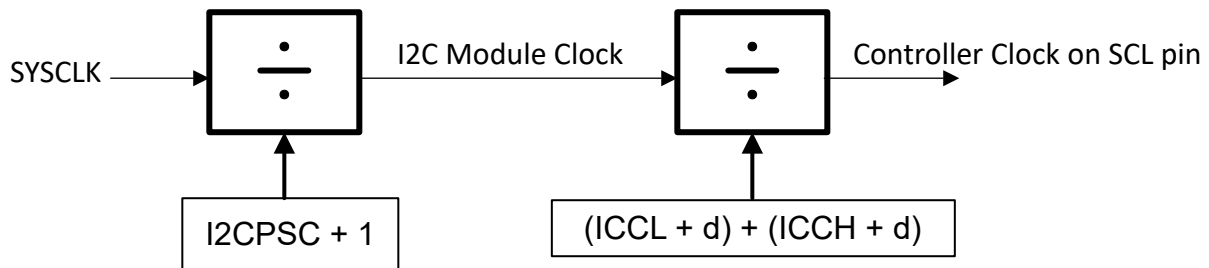 SYSCLK
I2C Module Clock
Controller Clock on SCL pin
I2CPSC + 1
(ICCL + d) + (ICCH + d)